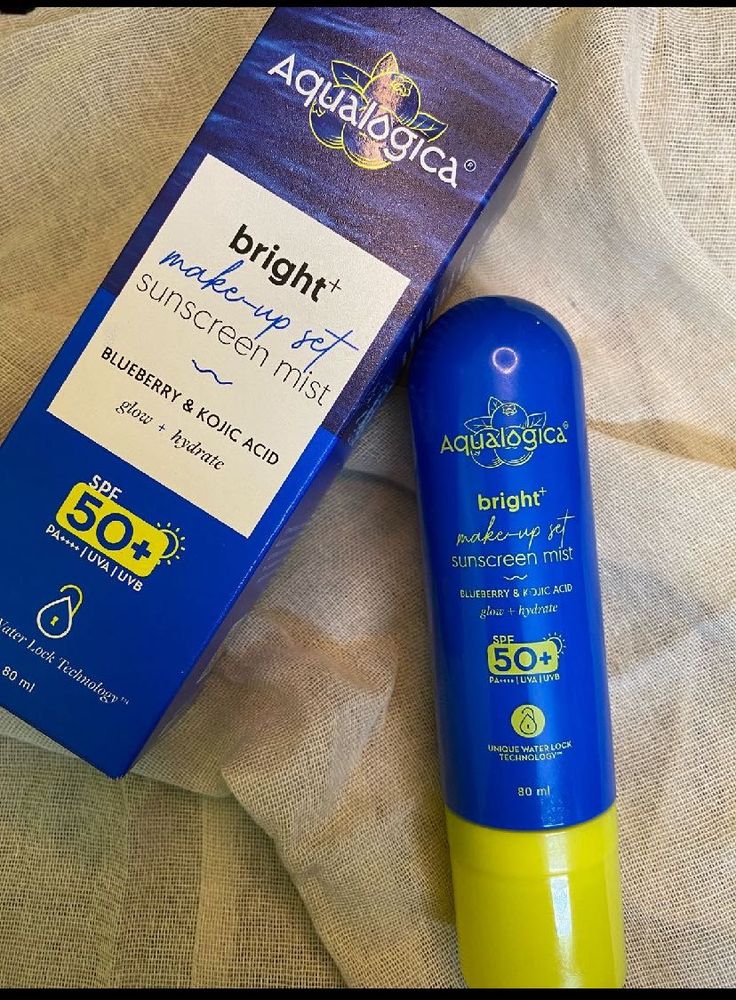 Aqualogica®
bright+
make-up set
sunscreen mist
BLUEBERRY & KOJIC ACID
glow + hydrate
SPF
50+
PA++++ | UVA | UVB
Water Lock Technology™
80 ml
Aqualogica®
bright+
make-up set
sunscreen mist
BLUEBERRY & KOJIC ACID
glow + hydrate
SPF
50+
PA++++ | UVA | UVB
UNIQUE WATER LOCK
TECHNOLOGY™
80 ml